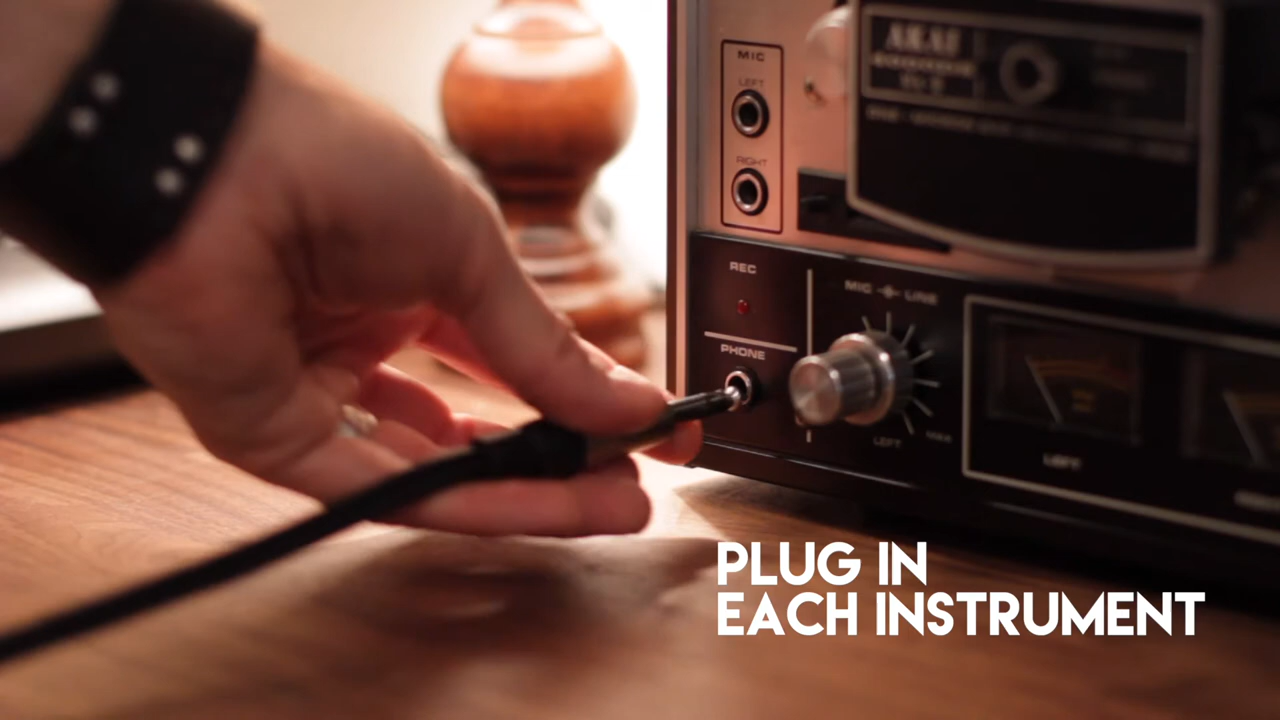 MIC
LEFT
RIGHT
AKAI
REC
MIC LINE
PHONE
LEFT
MAX
LEFT
PLUG IN
EACH INSTRUMENT